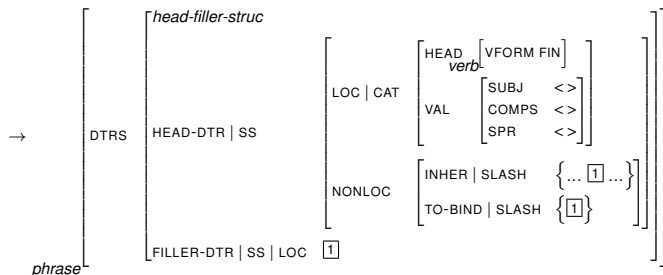 head-filler-struc
HEAD [VFORM FIN]
verb
LOC | CAT
SUBJ < >
VAL COMPS < >
SPR < >
→ DTRS HEAD-DTR | SS
INHER | SLASH {... 1 ...}
NONLOC
TO-BIND | SLASH {1}
FILLER-DTR | SS | LOC 1
phrase